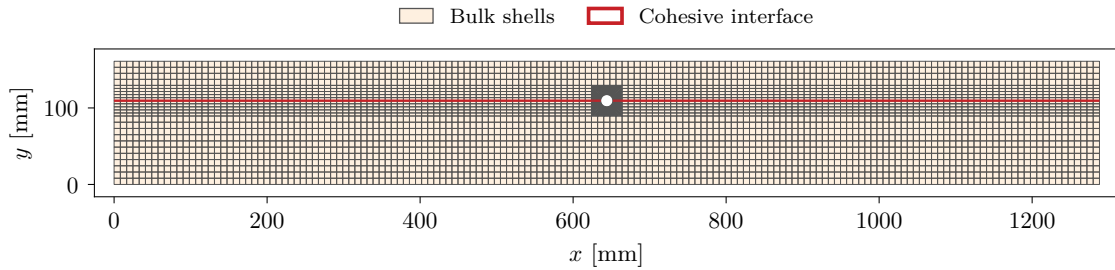 Bulk shells Cohesive interface
y [mm]
100
0
0 200 400 600 800 1000 1200
x [mm]